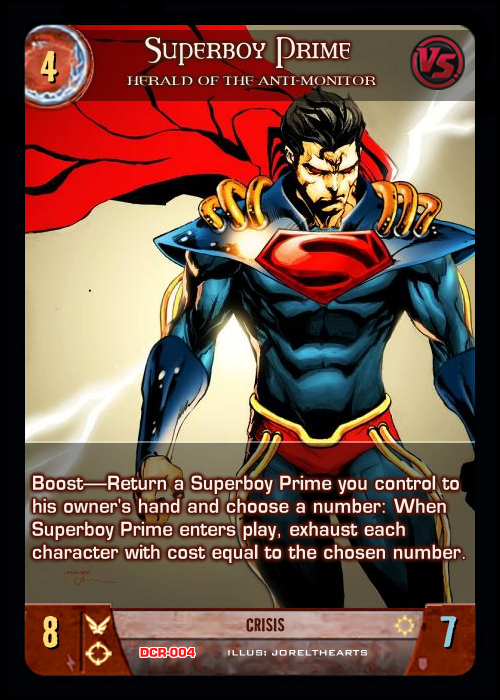 4
Superboy Prime
VS
Herald of the Anti-Monitor
Boost—Return a Superboy Prime you control to
his owner's hand and choose a number: When
Superboy Prime enters play, exhaust each
character with cost equal to the chosen number.
8
CRISIS
7
DCR-004
ILLUS: JORELTHEARTS